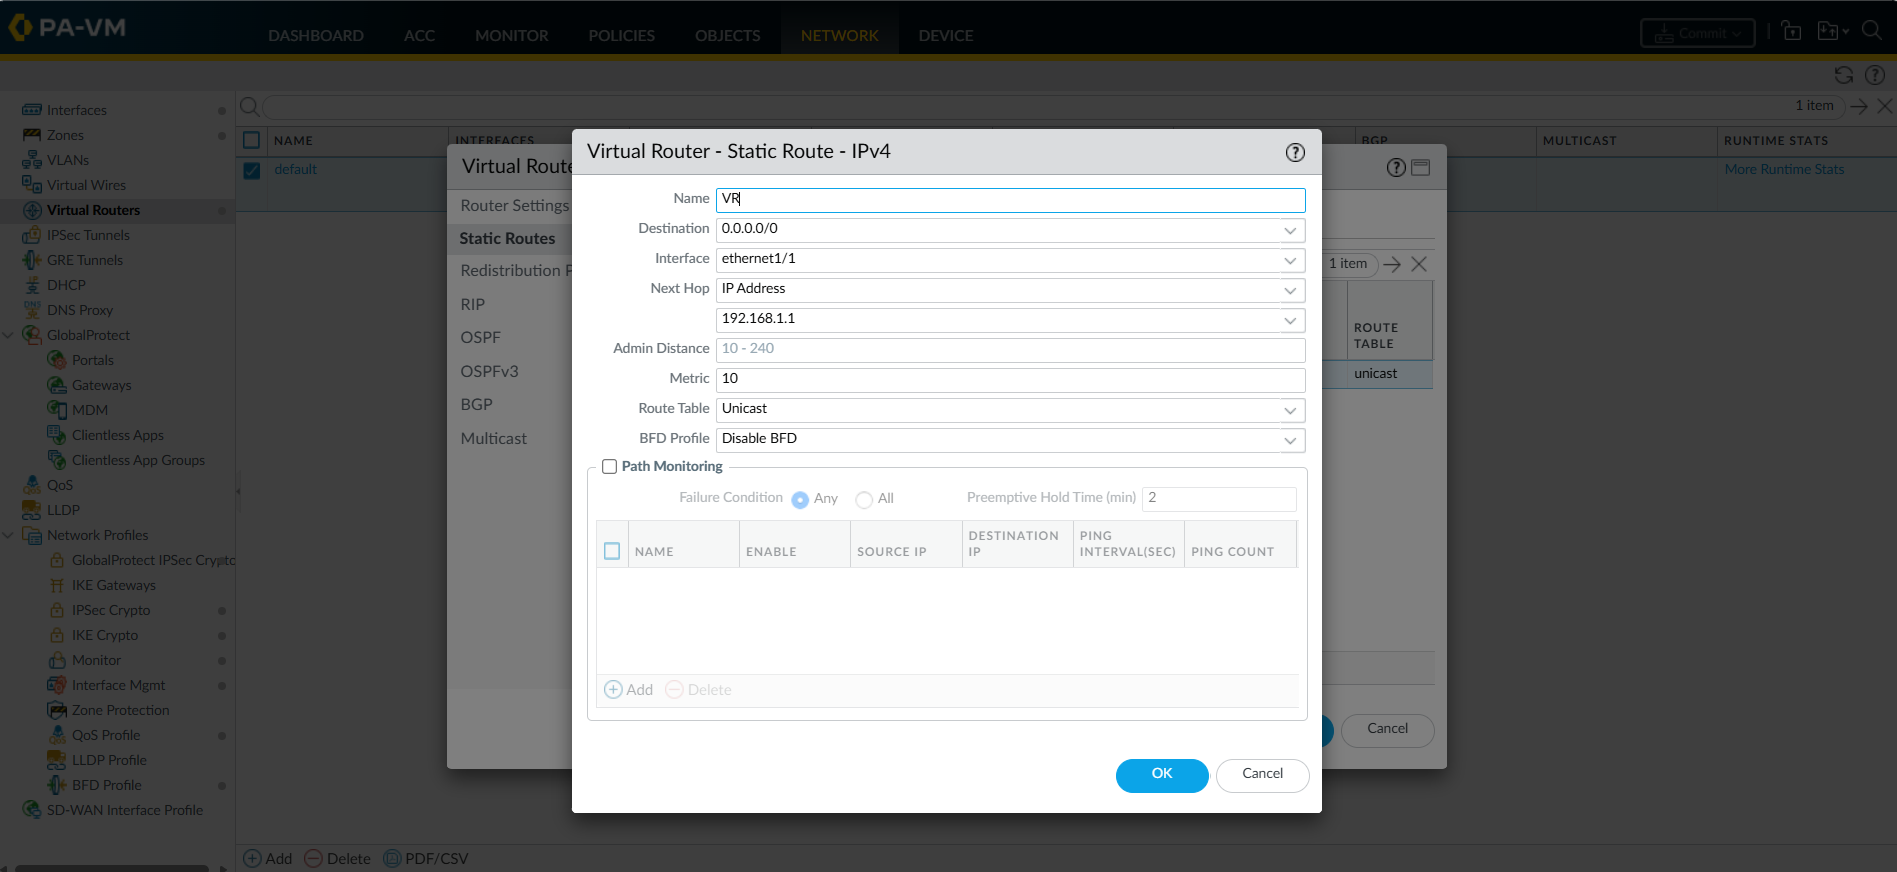 PA-VM
DASHBOARD ACC MONITOR POLICIES OBJECTS NETWORK DEVICE
Commit
Interfaces
Zones
VLANs
Virtual Wires
Virtual Routers
IPSec Tunnels
GRE Tunnels
DHCP
DNS Proxy
GlobalProtect
Portals
Gateways
MDM
Clientless Apps
Clientless App Groups
QoS
LLDP
Network Profiles
GlobalProtect IPSec Crypto
IKE Gateways
IPSec Crypto
IKE Crypto
Monitor
Interface Mgmt
Zone Protection
QoS Profile
LLDP Profile
BFD Profile
SD-WAN Interface Profile
1 item
NAME INTERFACES BGP MULTICAST RUNTIME STATS
default More Runtime Stats
Virtual Route
Router Settings
Static Routes
Redistribution P
RIP
OSPF
OSPFv3
BGP
Multicast
1 item
ROUTE
TABLE
unicast
Cancel
Virtual Router - Static Route - IPv4
Name VR
Destination 0.0.0.0/0
Interface ethernet1/1
Next Hop IP Address
192.168.1.1
Admin Distance 10 - 240
Metric 10
Route Table Unicast
BFD Profile Disable BFD
Path Monitoring
Failure Condition Any All Preemptive Hold Time (min) 2
NAME ENABLE SOURCE IP DESTINATION IP PING INTERVAL(SEC) PING COUNT
Add Delete
OK Cancel
Add Delete PDF/CSV